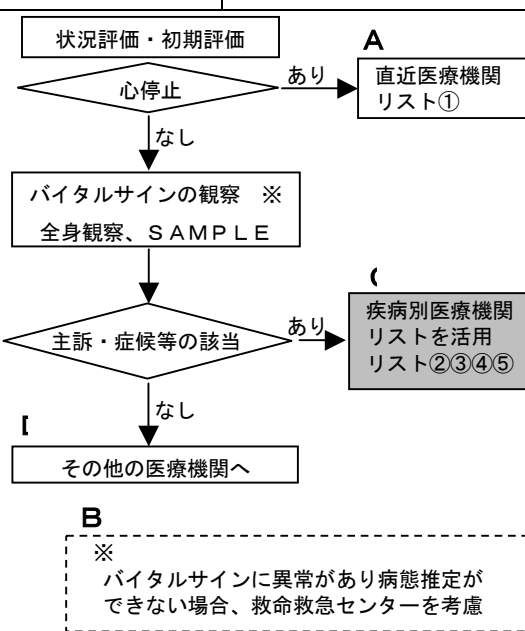 状況評価・初期評価
A
心停止
あり
直近医療機関
リスト①
なし
バイタルサインの観察　※
全身観察、ＳＡＭＰＬＥ
主訴・症候等の該当
あり
疾病別医療機関
リストを活用
リスト②③④⑤
なし
その他の医療機関へ
B
※
バイタルサインに異常があり病態推定が
できない場合、救命救急センターを考慮